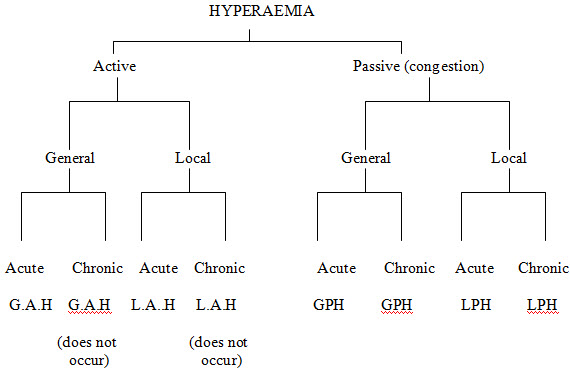 HYPERAEMIA
Active Passive (congestion)
General Local General Local
Acute Chronic Acute Chronic Acute Chronic Acute Chronic
G.A.H G.A.H L.A..H L.A.H GPH GPH LPH LPH
(does not occur) (does not occur)